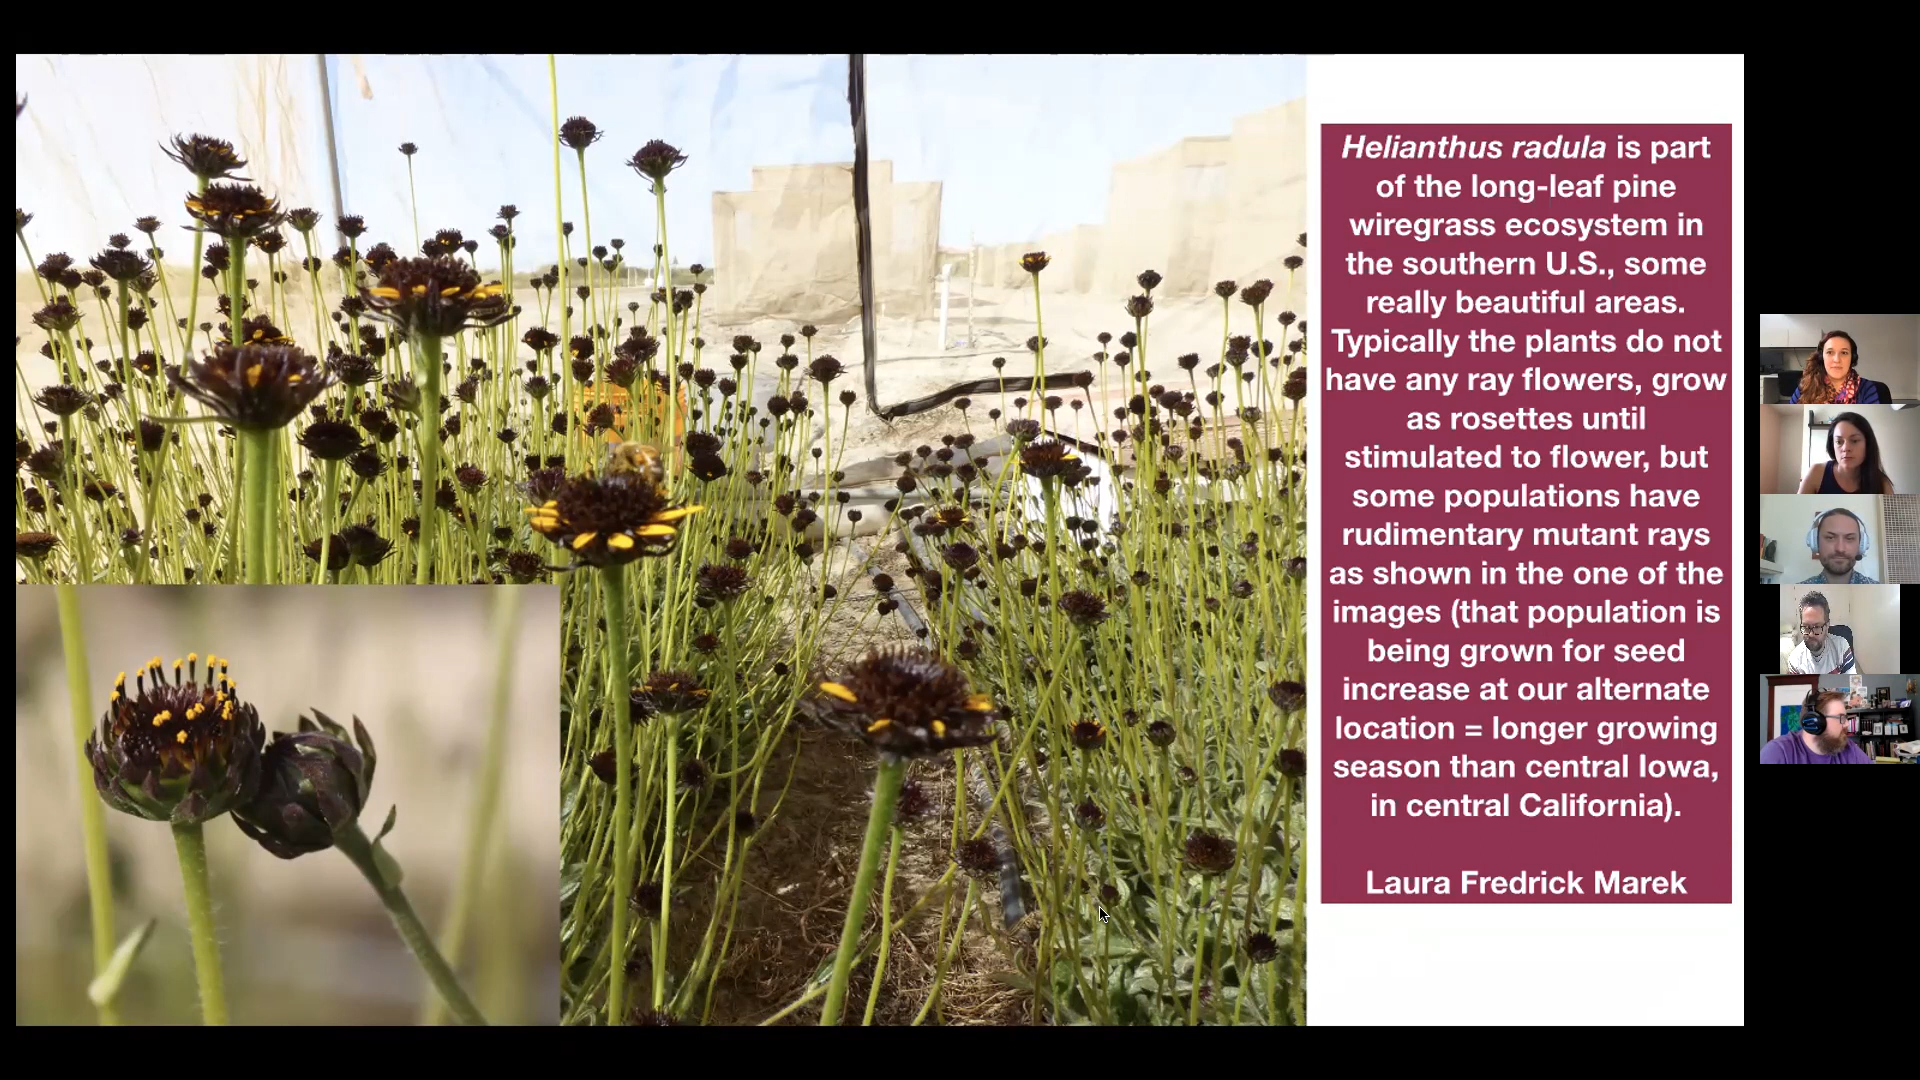 Helianthus radula is part
of the long-leaf pine
wiregrass ecosystem in
the southern U.S., some
really beautiful areas.
Typically the plants do not
have any ray flowers, grow
as rosettes until
stimulated to flower, but
some populations have
rudimentary mutant rays
as shown in the one of the
images (that population is
being grown for seed
increase at our alternate
location = longer growing
season than central Iowa,
in central California).
Laura Fredrick Marek